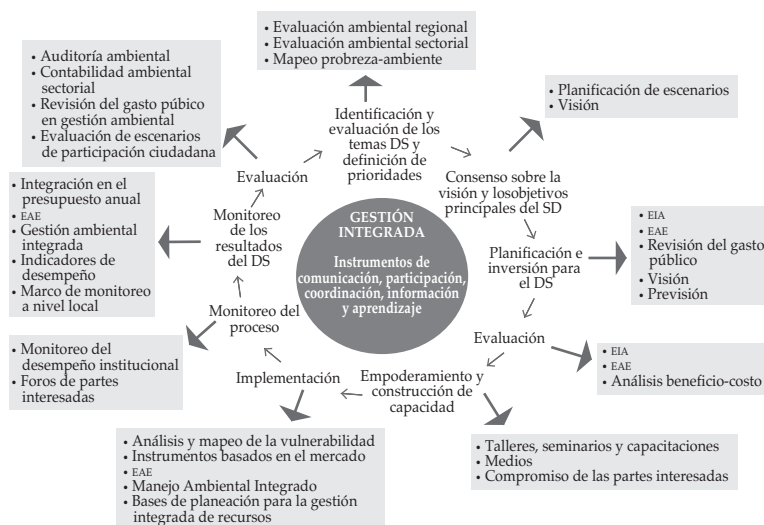 • Evaluación ambiental regional
• Evaluación ambiental sectorial
• Mapeo probreza-ambiente
• Auditoría ambiental
• Contabilidad ambiental
sectorial
• Revisión del gasto púbico
en gestión ambiental
• Evaluación de escenarios
de participación ciudadana
• Planificación de escenarios
• Visión
Identificación y
evaluación de los
temas DS y
definición de
prioridades
Consenso sobre la
visión y losobjetivos
principales del SD
Evaluación
• Integración en el
presupuesto anual
• EAE
• Gestión ambiental
integrada
• Indicadores de
desempeño
• Marco de monitoreo
a nivel local
Monitoreo
de los
resultados
del DS
GESTIÓN
INTEGRADA
Instrumentos de
comunicación, participación,
coordinación, información
y aprendizaje
Planificación e
inversión para
el DS
• EIA
• EAE
• Revisión del gasto
público
• Visión
• Previsión
Monitoreo del
proceso
Evaluación
• Monitoreo del
desempeño institucional
• Foros de partes
interesadas
Implementación
Empoderamiento y
construcción de
capacidad
• EIA
• EAE
• Análisis beneficio-costo
• Análisis y mapeo de la vulnerabilidad
• Instrumentos basados en el mercado
• EAE
• Manejo Ambiental Integrado
• Bases de planeación para la gestión
integrada de recursos
• Talleres, seminarios y capacitaciones
• Medios
• Compromiso de las partes interesadas